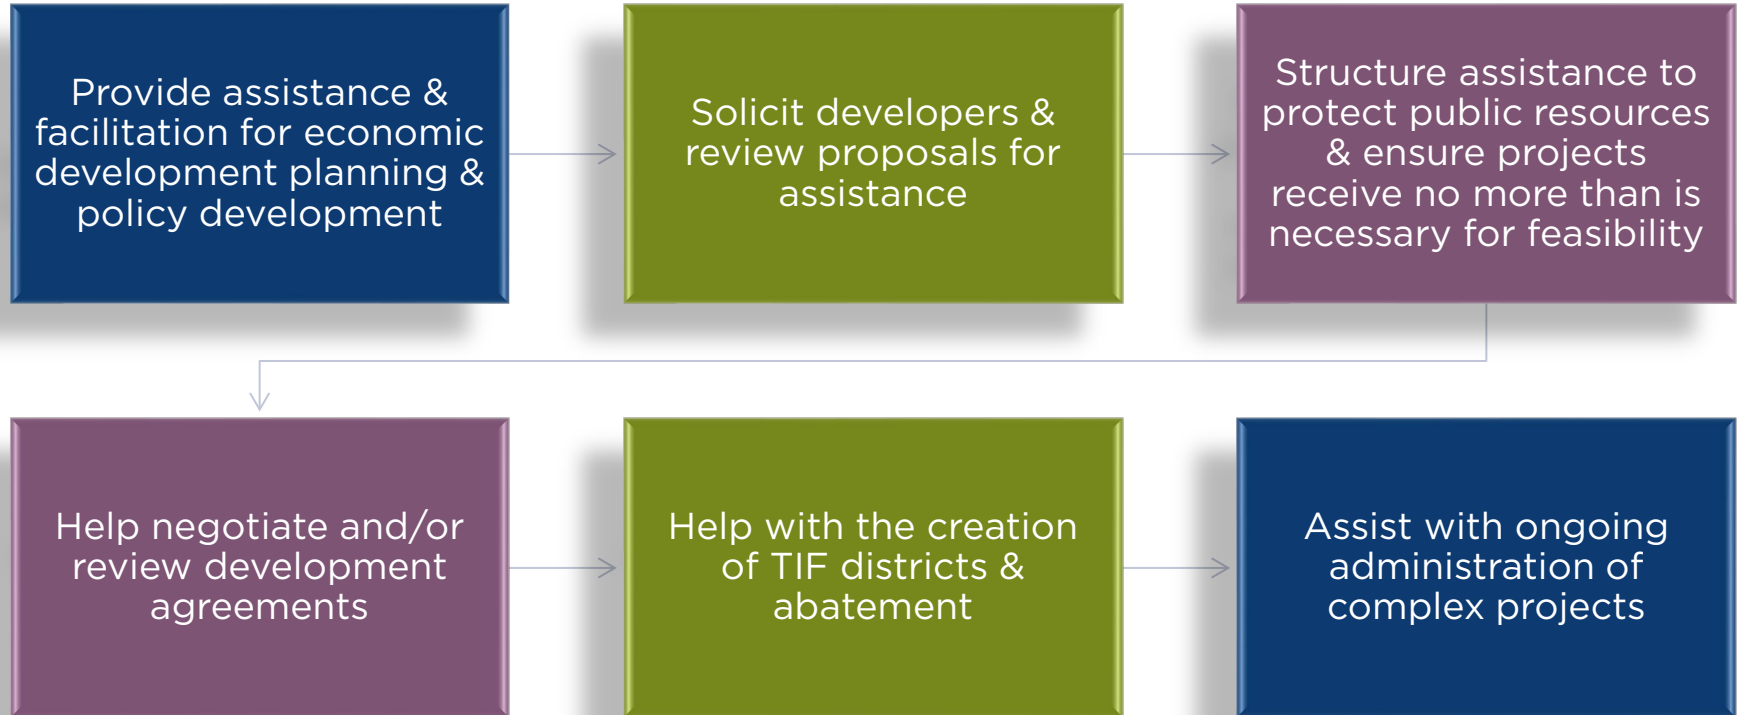 Provide assistance &
facilitation for economic
development planning &
policy development
Solicit developers &
review proposals for
assistance
Structure assistance to
protect public resources
& ensure projects
receive no more than is
necessary for feasibility
Help negotiate and/or
review development
agreements
Help with the creation
of TIF districts &
abatement
Assist with ongoing
administration of
complex projects